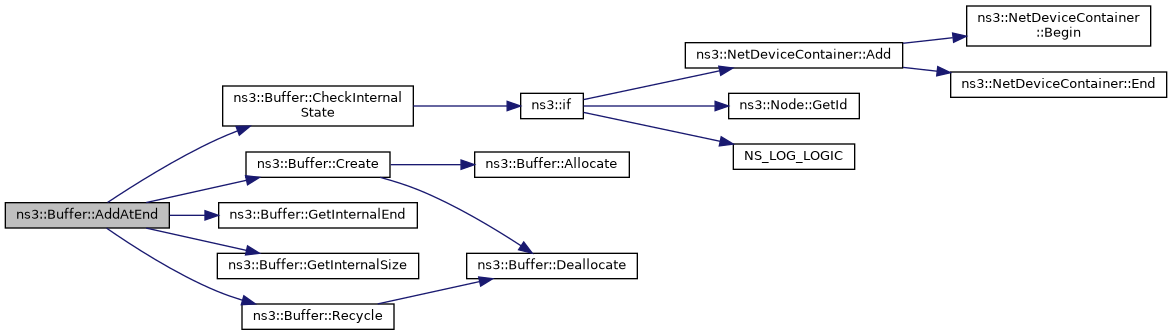 ns3::NetDeviceContainer
::Begin
ns3::NetDeviceContainer::Add
ns3::NetDeviceContainer::End
ns3::Buffer::CheckInternal
State
ns3::if
ns3::Node::GetId
NS_LOG_LOGIC
ns3::Buffer::Create
ns3::Buffer::Allocate
ns3::Buffer::AddAtEnd
ns3::Buffer::GetInternalEnd
ns3::Buffer::GetInternalSize
ns3::Buffer::Deallocate
ns3::Buffer::Recycle